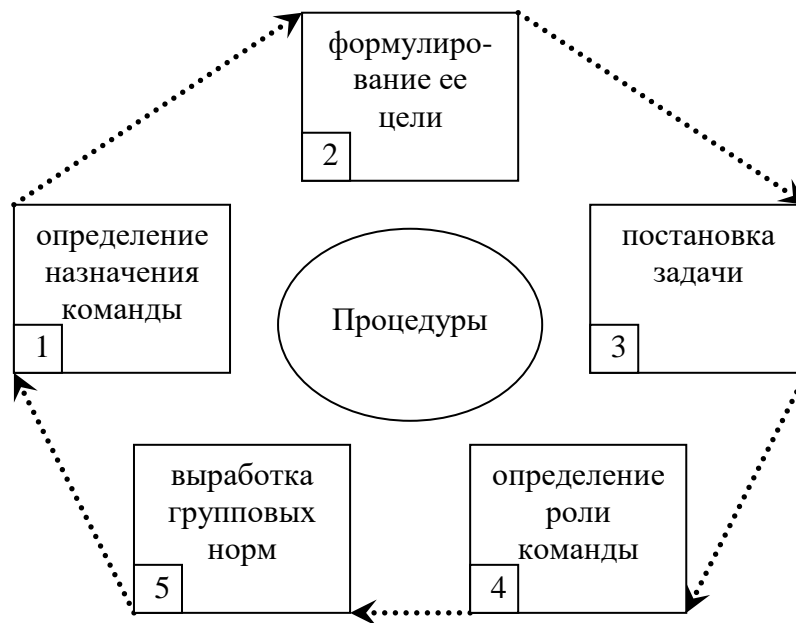 формулиро-
вание ее
цели
2
определение
назначения
команды
1
постановка
задачи
3
Процедуры
выработка
групповых
норм
5
определение
роли
команды
4